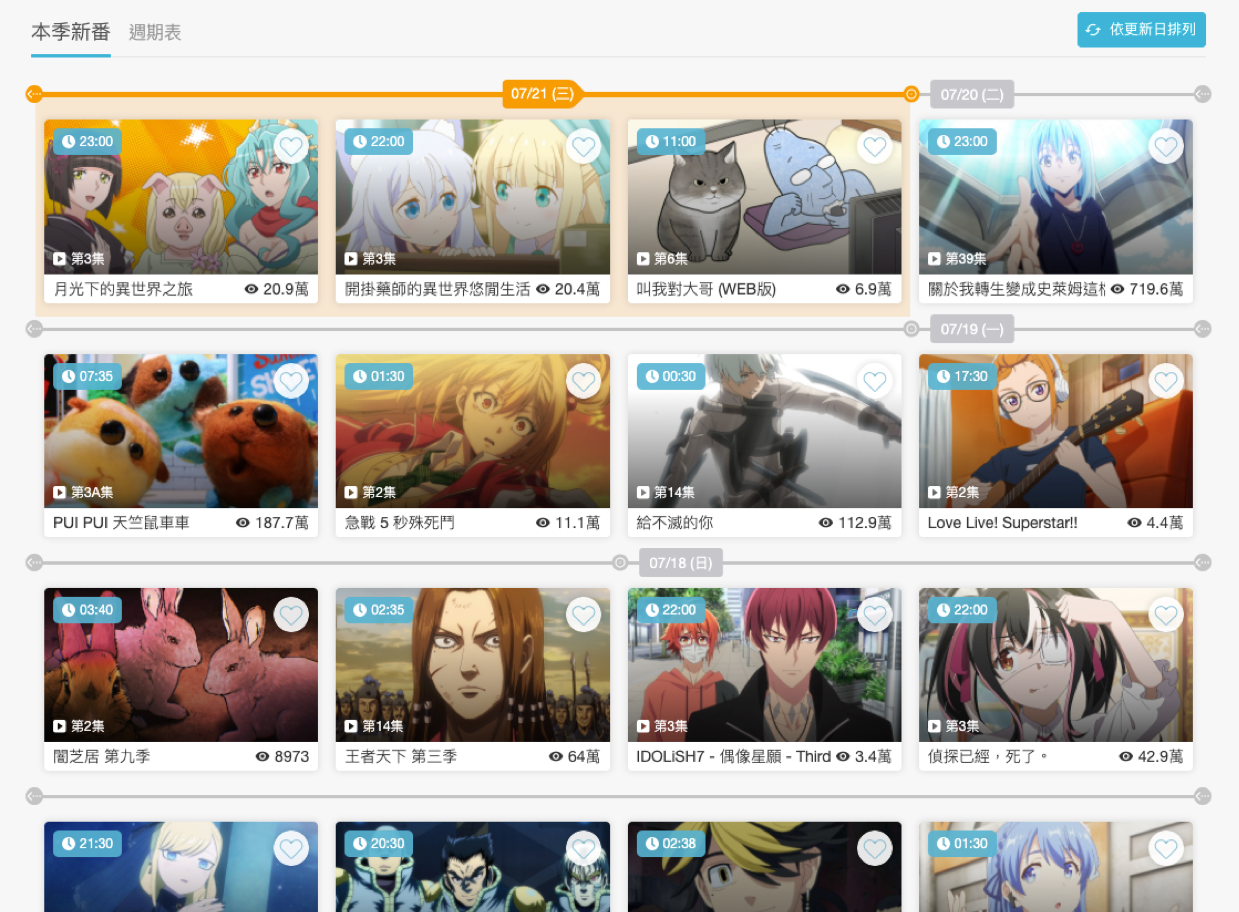 本季新番
週期表
依更新日排列
07/21 (三)
07/20 (二)
23:00
22:00
11:00
23:00
第3集
第3集
第6集
第39集
月光下的異世界之旅
20.9萬
開掛藥師的異世界悠閒生活
20.4萬
叫我對大哥 (WEB版)
6.9萬
關於我轉生變成史萊姆這
719.6萬
07/19 (一)
07:35
01:30
00:30
17:30
第3A集
第2集
第14集
第2集
PUI PUI 天竺鼠車車
187.7萬
急戰 5 秒殊死鬥
11.1萬
給不滅的你
112.9萬
Love Live! Superstar!!
4.4萬
07/18 (日)
03:40
02:35
22:00
22:00
第2集
第14集
第3集
第3集
闇芝居 第九季
8973
王者天下 第三季
64萬
IDOLiSH7 - 偶像星願 - Third
3.4萬
偵探已經，死了。
42.9萬
21:30
20:30
02:38
01:30